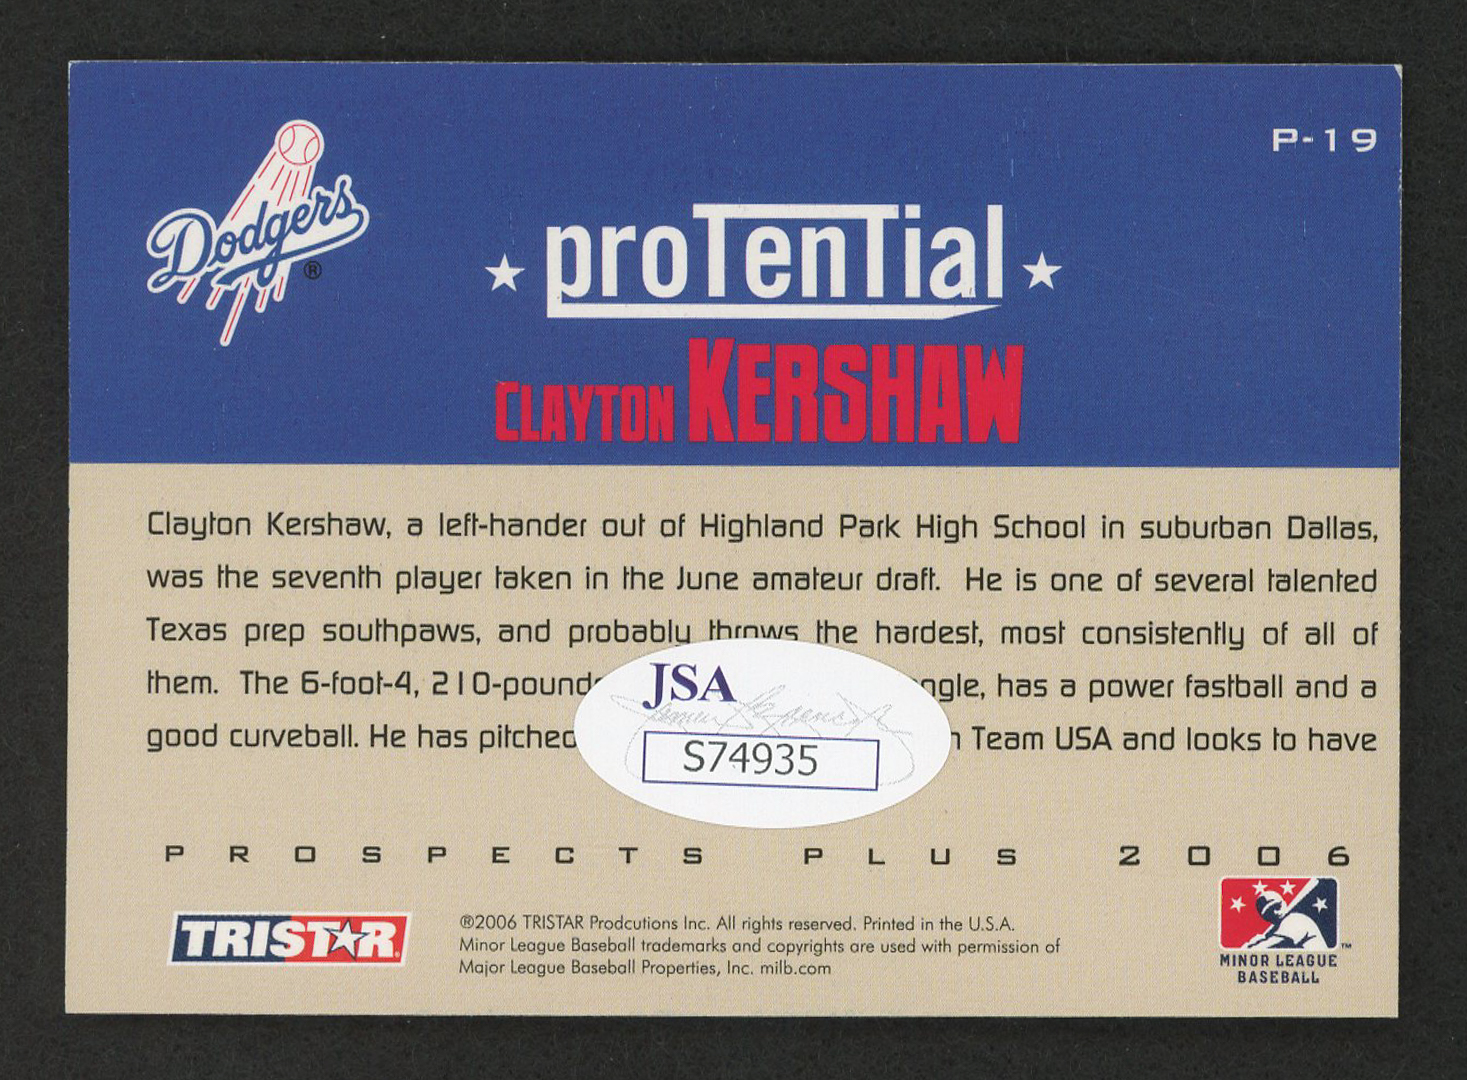 P-19
Dodgers
®
proTenTial
CLAYTON KERSHAW
Clayton Kershaw, a left-hander out of Highland Park High School in suburban Dallas,
was the seventh player taken in the June amateur draft. He is one of several talented
Texas prep southpaws, and probably throws the hardest, most consistently of all of
them. The 6-foot-4, 210-pound has a power fastball and a
good curveball. He has pitched Team USA and looks to have
JSA
S74935
PROSPECTS PLUS 2006
TRISTAR
®2006 TRISTAR Prodcutions Inc. All rights reserved. Printed in the U.S.A.
Minor League Baseball trademarks and copyrights are used with permission of
Major League Baseball Properties, Inc. milb.com
™
MINOR LEAGUE
BASEBALL